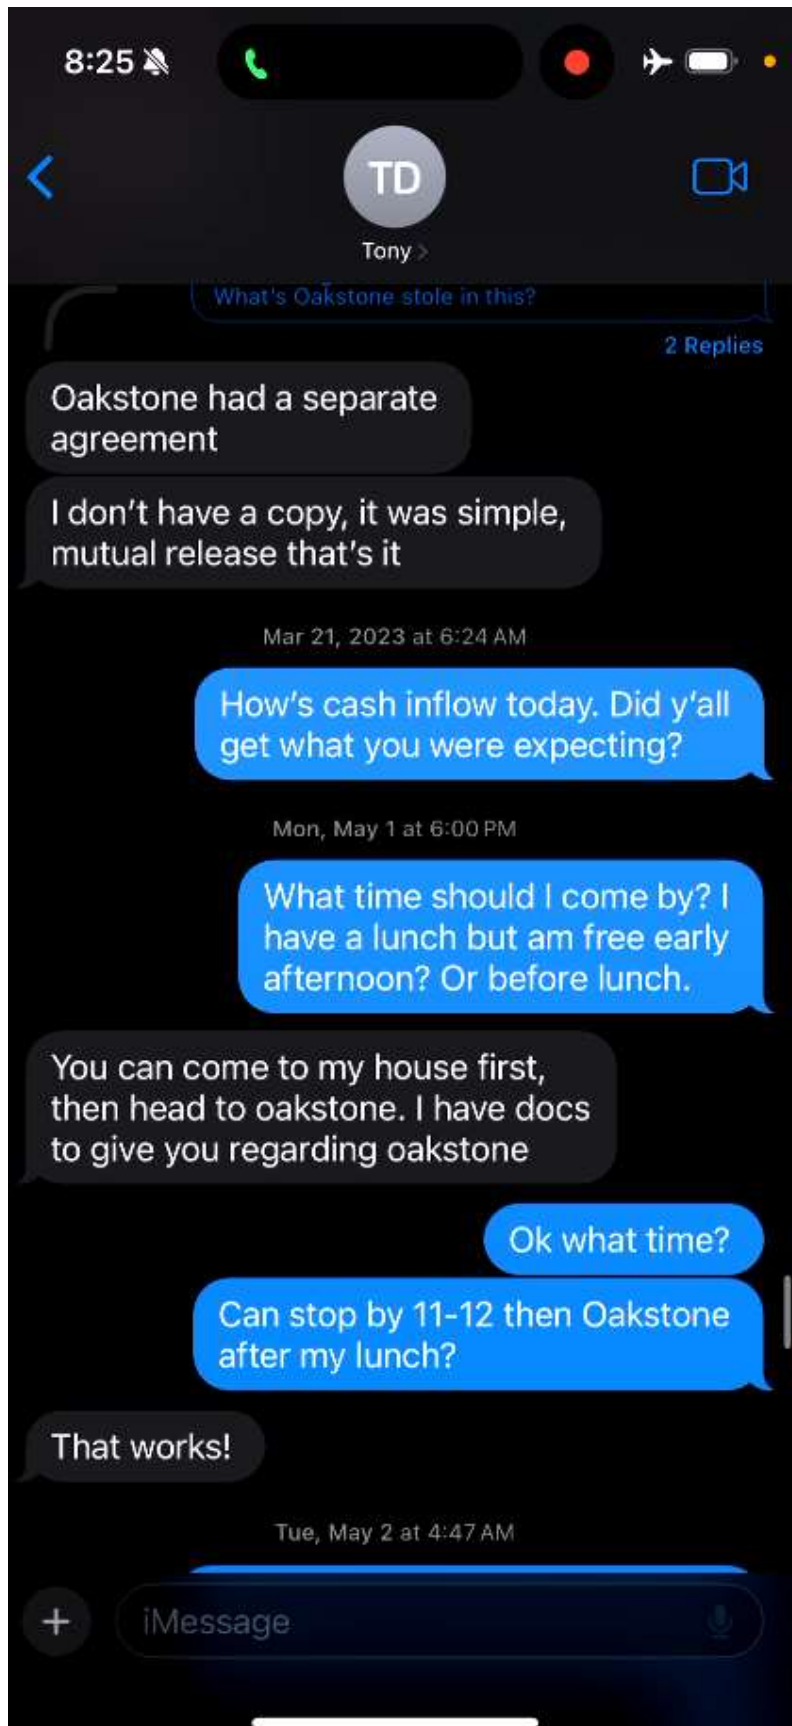 8:25
TD
Tony >
What's Oakstone stole in this?
2 Replies
Oakstone had a separate
agreement
I don't have a copy, it was simple,
mutual release that's it
Mar 21, 2023 at 6:24 AM
How's cash inflow today. Did y'all
get what you were expecting?
Mon, May 1 at 6:00 PM
What time should I come by? I
have a lunch but am free early
afternoon? Or before lunch.
You can come to my house first,
then head to oakstone. I have docs
to give you regarding oakstone
Ok what time?
Can stop by 11-12 then Oakstone
after my lunch?
That works!
Tue, May 2 at 4:47 AM
iMessage